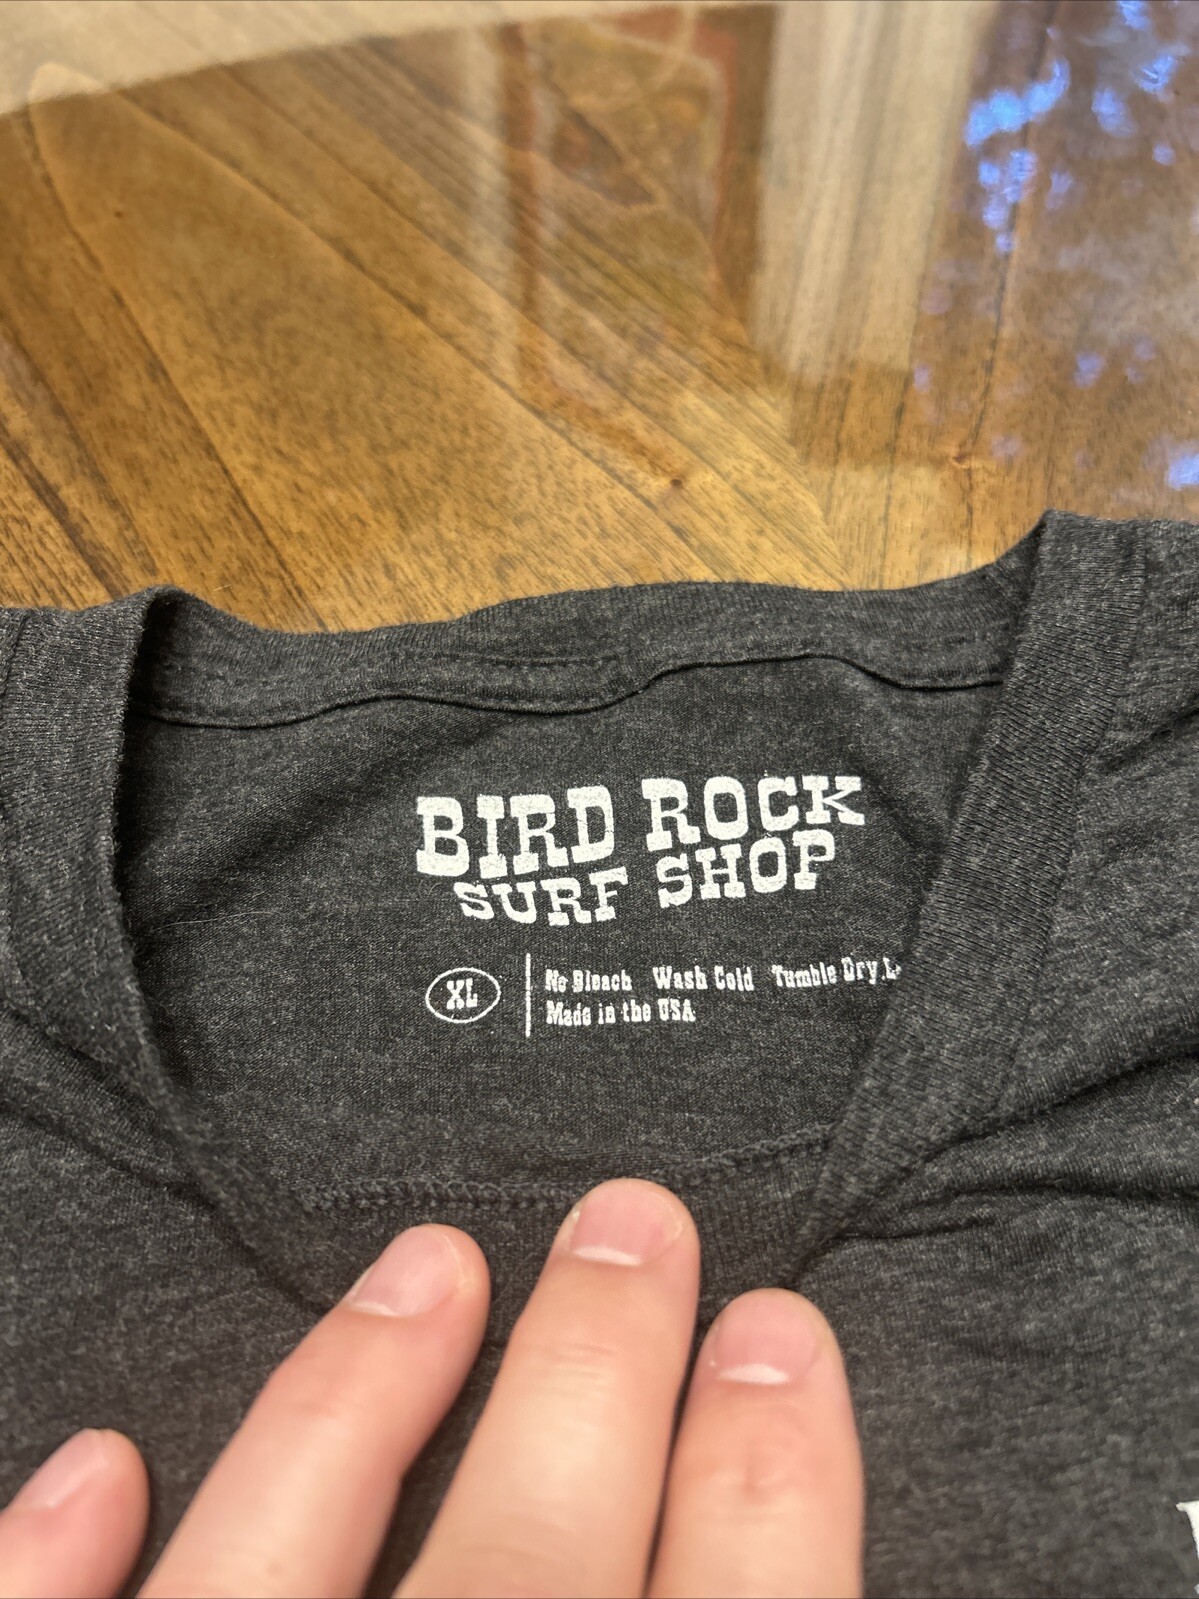 BIRD ROCK
SURF SHOP
XL
No Bleach Wash Cold Tumble Dry
Made in the USA